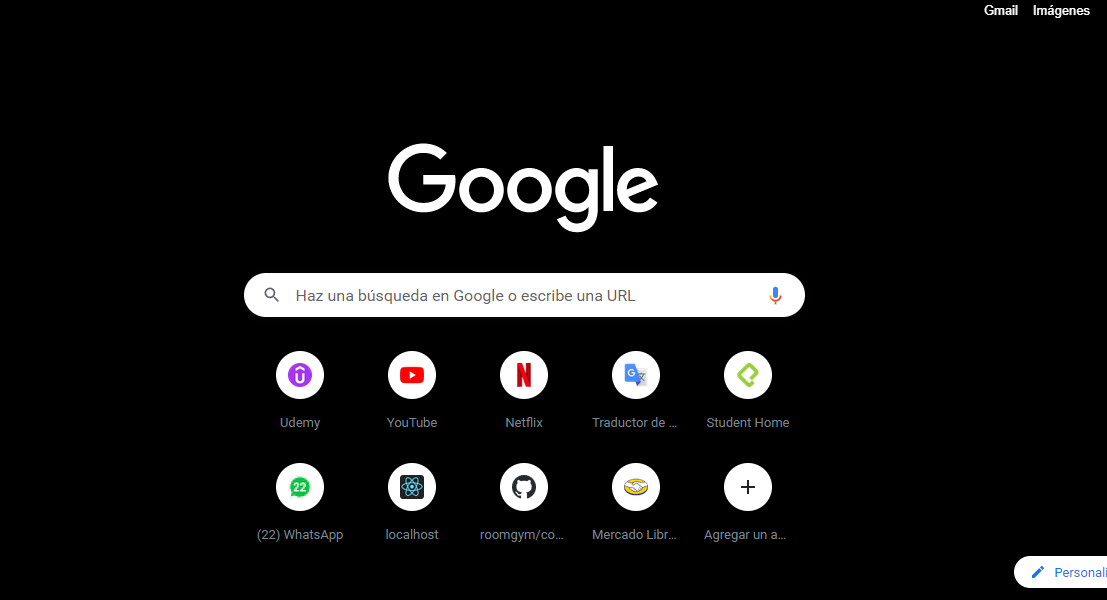 Gmail Imágenes
Google
Haz una búsqueda en Google o escribe una URL
Udemy YouTube Netflix Traductor de ... Student Home
22
(22) WhatsApp localhost roomgym/co... Mercado Libr... Agregar un a...
Personali